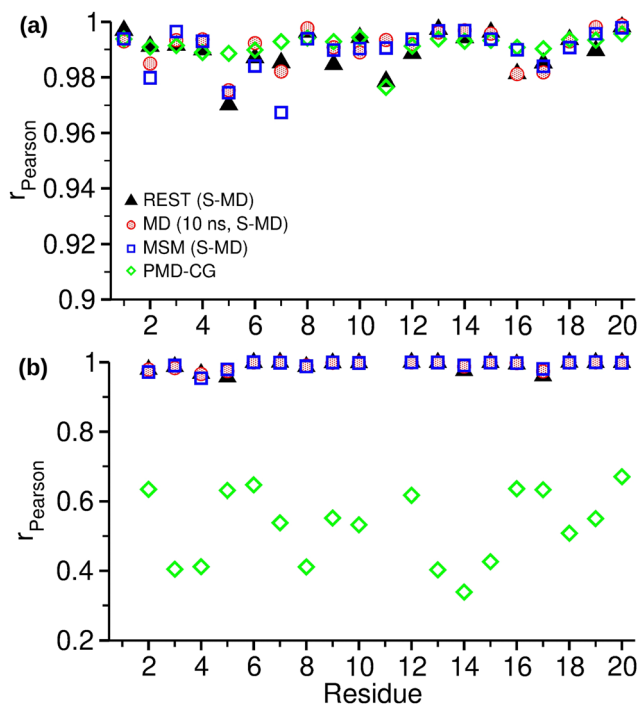 (a)
r Pearson
1
0.98
0.96
0.94
0.92
0.9
REST (S-MD)
MD (10 ns, S-MD)
MSM (S-MD)
PMD-CG
2 4 6 8 10 12 14 16 18 20
(b)
r Pearson
1
0.8
0.6
0.4
0.2
2 4 6 8 10 12 14 16 18 20
Residue